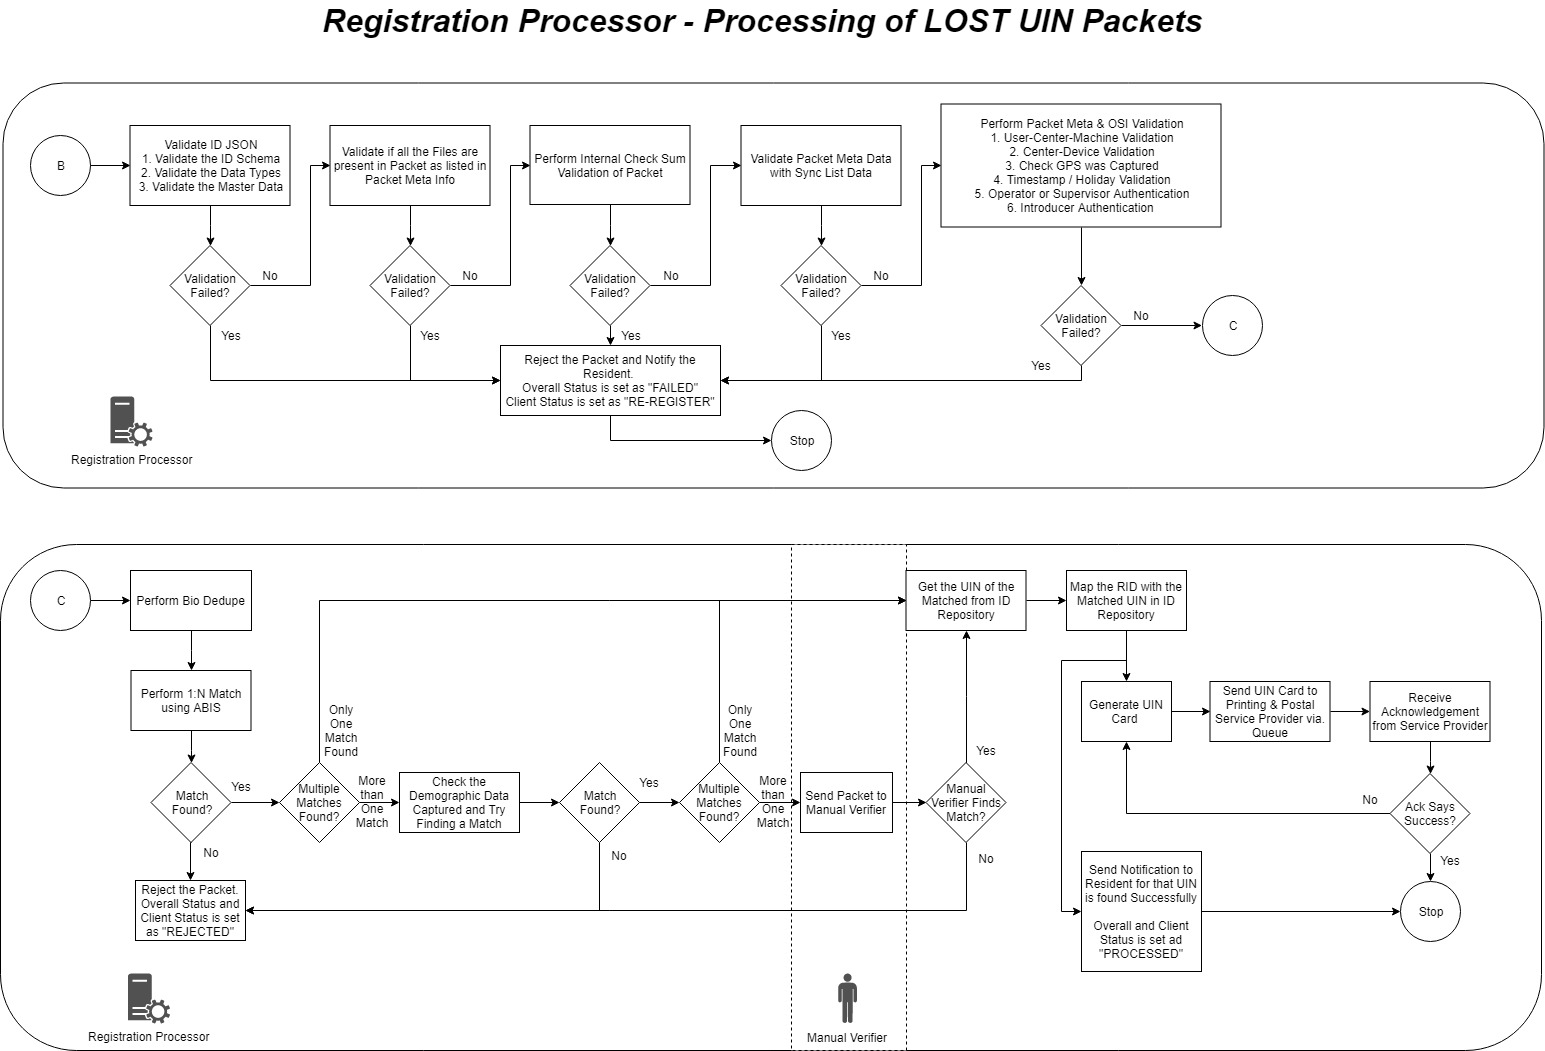 Registration Processor - Processing of LOST UIN Packets
B
Validate ID JSON
1. Validate the ID Schema
2. Validate the Data Types
3. Validate the Master Data
Validate if all the Files are
present in Packet as listed in
Packet Meta Info
Perform Internal Check Sum
Validation of Packet
Validate Packet Meta Data
with Sync List Data
Perform Packet Meta & OSI Validation
1. User-Center-Machine Validation
2. Center-Device Validation
3. Check GPS was Captured
4. Timestamp / Holiday Validation
5. Operator or Supervisor Authentication
6. Introducer Authentication
Validation
Failed?
No
Yes
Validation
Failed?
No
Yes
Validation
Failed?
No
Yes
Validation
Failed?
No
Yes
Validation
Failed?
No
Yes
C
Reject the Packet and Notify the
Resident.
Overall Status is set as "FAILED"
Client Status is set as "RE-REGISTER"
Stop
Registration Processor
C
Perform Bio Dedupe
Perform 1:N Match
using ABIS
Match
Found?
Yes
No
Reject the Packet.
Overall Status and
Client Status is set
as "REJECTED"
Multiple
Matches
Found?
Only
One
Match
Found
More
than
One
Match
Check the
Demographic Data
Captured and Try
Finding a Match
Match
Found?
Yes
No
Multiple
Matches
Found?
Only
One
Match
Found
More
than
One
Match
Send Packet to
Manual Verifier
Manual
Verifier Finds
Match?
Yes
No
Get the UIN of the
Matched from ID
Repository
Map the RID with the
Matched UIN in ID
Repository
Generate UIN
Card
Send UIN Card to
Printing & Postal
Service Provider via.
Queue
Receive
Acknowledgement
from Service Provider
Ack Says
Success?
No
Yes
Send Notification to
Resident for that UIN
is found Successfully
Overall and Client
Status is set ad
"PROCESSED"
Stop
Registration Processor
Manual Verifier